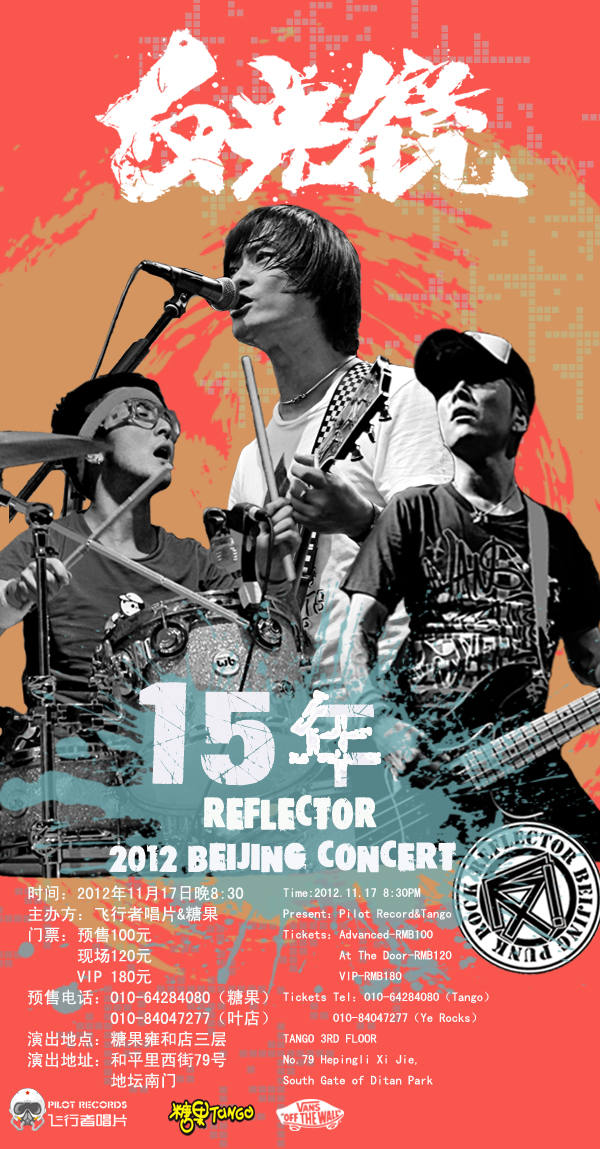 反光镜
15年
REFLECTOR
2012 BEIJING CONCERT
REFLECTOR BEIJING PUNK ROCK
时间：2012年11月17日晚8:30
主办方：飞行者唱片&糖果
门票：预售100元
现场120元
VIP 180元
预售电话：010-64284080（糖果）
010-84047277（叶店）
演出地点：糖果雍和店三层
演出地址：和平里西街79号
地坛南门
Time:2012.11.17 8:30PM
Present：Pilot Record&Tango
Tickets：Advanced-RMB100
At The Door-RMB120
VIP-RMB180
Tickets Tel：010-64284080（Tango）
010-84047277（Ye Rocks）
TANGO 3RD FLOOR
No.79 Hepingli Xi Jie,
South Gate of Ditan Park
PILOT RECORDS
飞行者唱片
糖果TANGO
VANS
"OFF THE WALL"